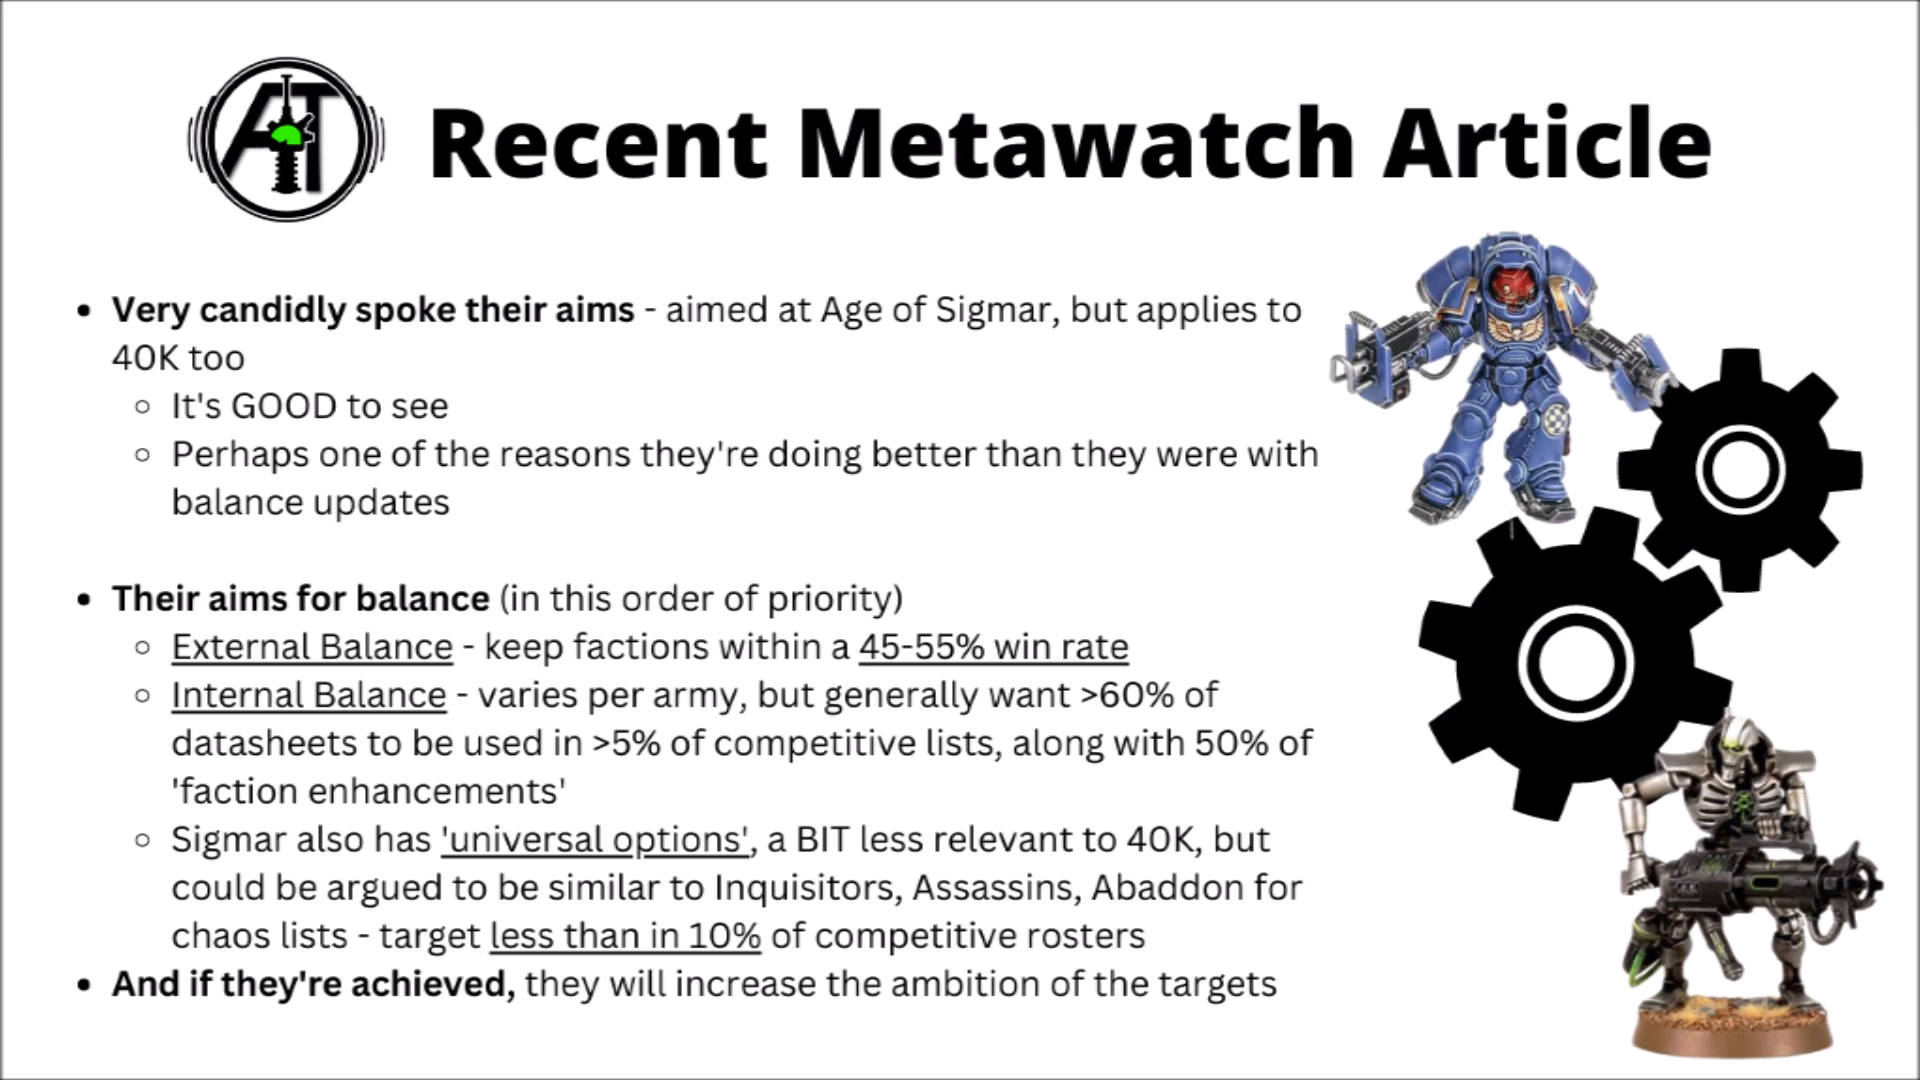 AT
Recent Metawatch Article
• Very candidly spoke their aims - aimed at Age of Sigmar, but applies to
40K too
◦ It's GOOD to see
◦ Perhaps one of the reasons they're doing better than they were with
balance updates
• Their aims for balance (in this order of priority)
◦ External Balance - keep factions within a 45-55% win rate
◦ Internal Balance - varies per army, but generally want >60% of
datasheets to be used in >5% of competitive lists, along with 50% of
'faction enhancements'
◦ Sigmar also has 'universal options', a BIT less relevant to 40K, but
could be argued to be similar to Inquisitors, Assassins, Abaddon for
chaos lists - target less than in 10% of competitive rosters
• And if they're achieved, they will increase the ambition of the targets